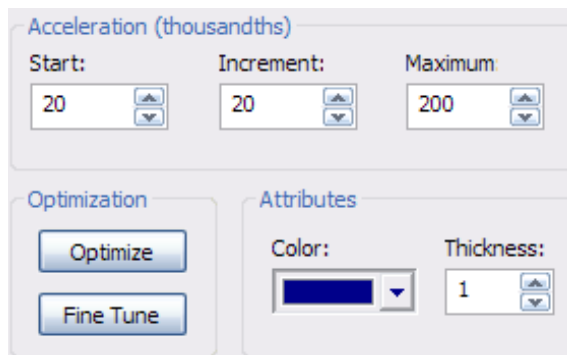 Acceleration (thousandths)
Start: Increment: Maximum:
20 20 200
Optimization Attributes
Optimize Color: Thickness:
1
Fine Tune